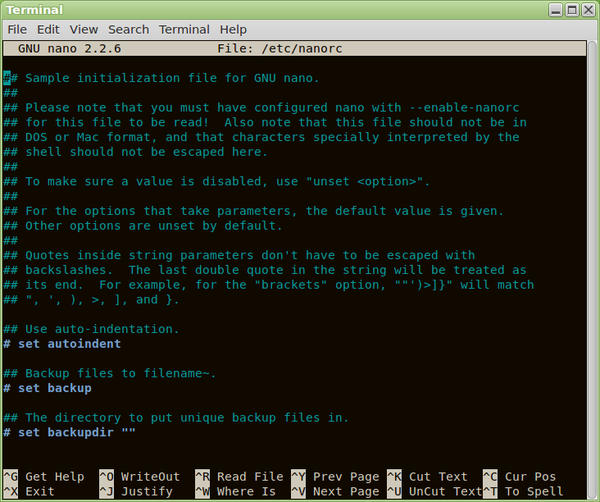 Terminal
File Edit View Search Terminal Help
GNU nano 2.2.6 File: /etc/nanorc
## Sample initialization file for GNU nano.
##
## Please note that you must have configured nano with --enable-nanorc
## for this file to be read!  Also note that this file should not be in
## DOS or Mac format, and that characters specially interpreted by the
## shell should not be escaped here.
##
## To make sure a value is disabled, use "unset <option>".
##
## For the options that take parameters, the default value is given.
## Other options are unset by default.
##
## Quotes inside string parameters don't have to be escaped with
## backslashes.  The last double quote in the string will be treated as
## its end.  For example, for the "brackets" option, ""')>]}" will match
## ", ', ), >, ], and }.
## Use auto-indentation.
# set autoindent
## Backup files to filename~.
# set backup
## The directory to put unique backup files in.
# set backupdir ""
^G Get Help ^O WriteOut ^R Read File ^Y Prev Page ^K Cut Text ^C Cur Pos
^X Exit ^J Justify ^W Where Is ^V Next Page ^U UnCut Text ^T To Spell